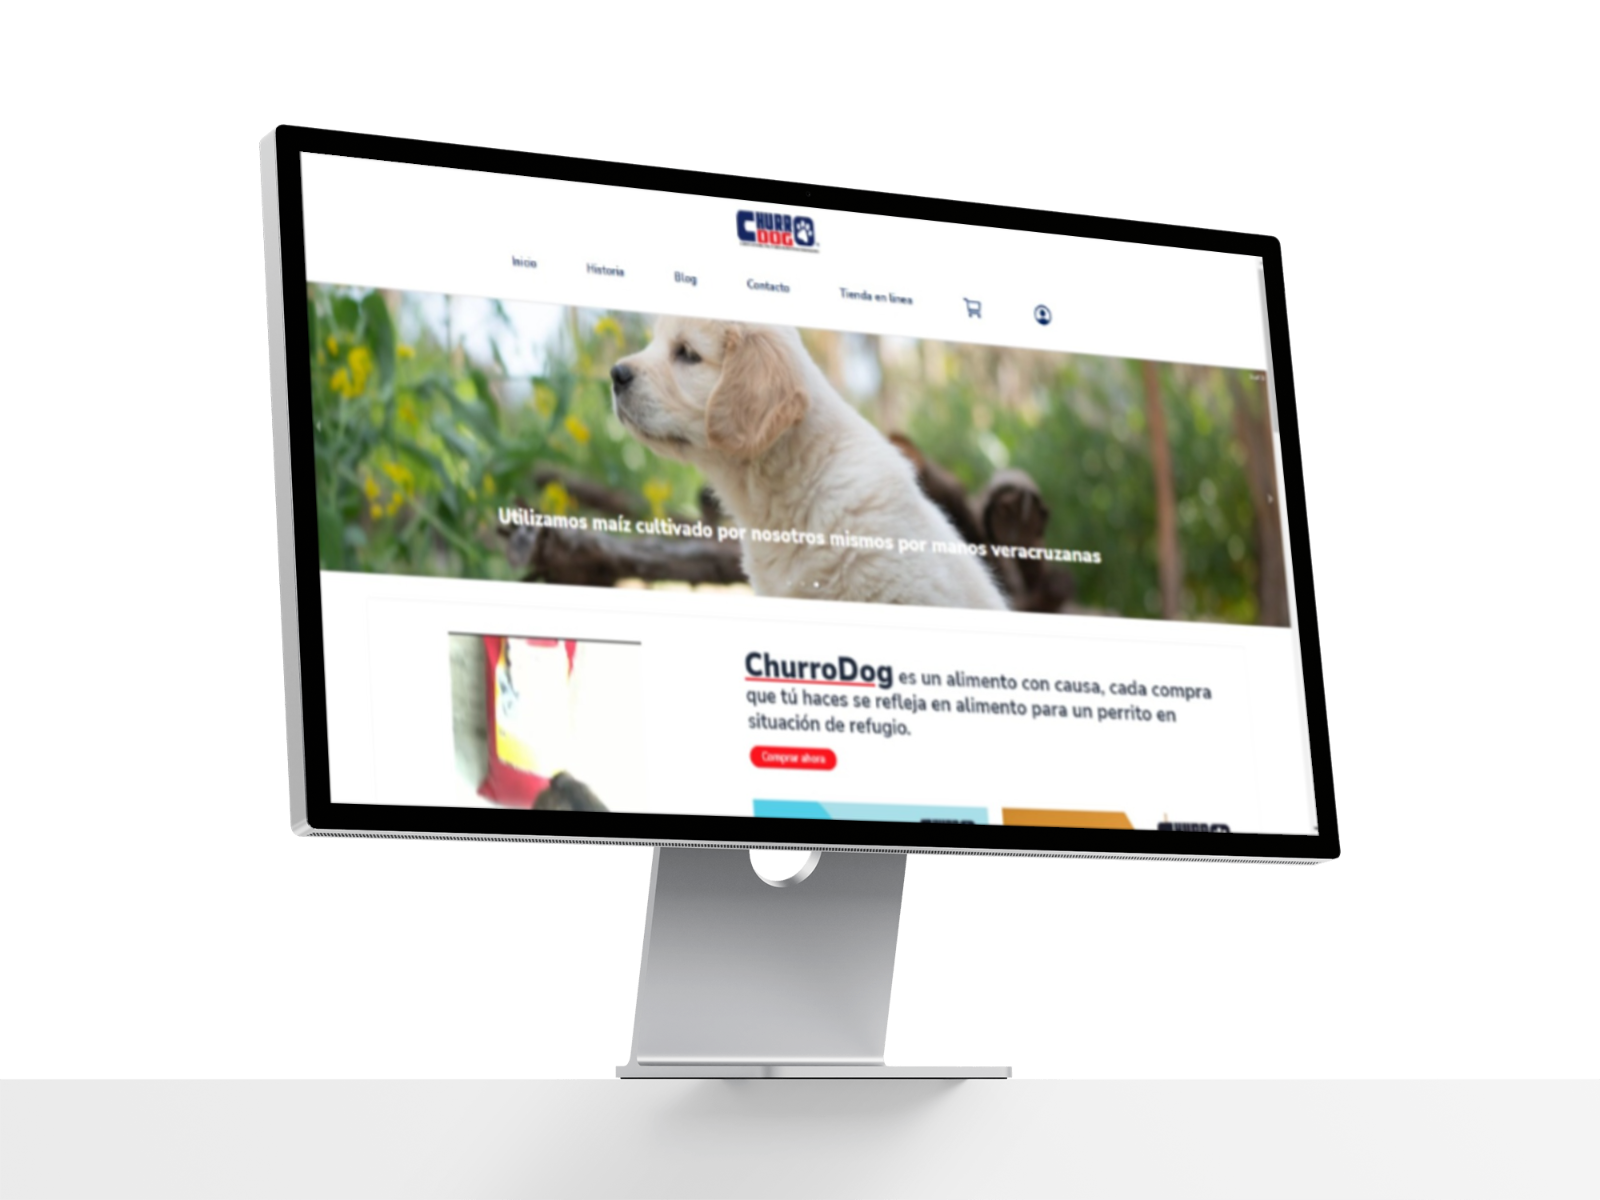 CHURRO
DOG
Inicio
Historia
Blog
Contacto
Tienda en línea
Utilizamos maíz cultivado por nosotros mismos por manos veracruzanas
ChurroDog es un alimento con causa, cada compra
que tú haces se refleja en alimento para un perrito en
situación de refugio.
Comprar ahora